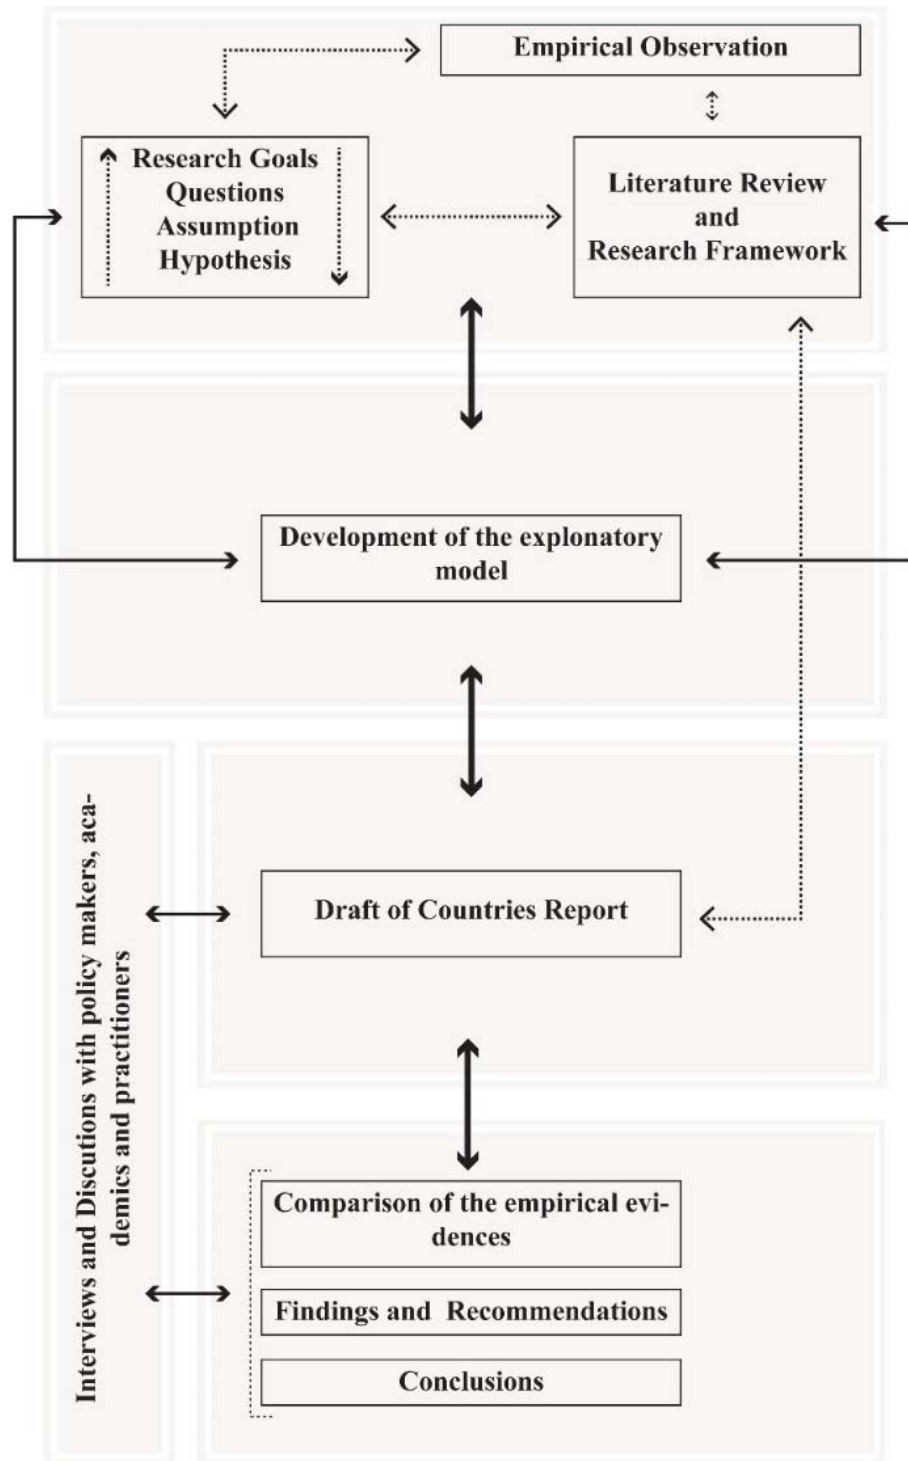 Empirical Observation
Research Goals
Questions
Assumption
Hypothesis
Literature Review
and
Research Framework
Development of the explonatory
model
Draft of Countries Report
Interviews and Discutions with policy makers, aca-
demics and practitioners
Comparison of the empirical evi-
dences
Findings and Recommendations
Conclusions